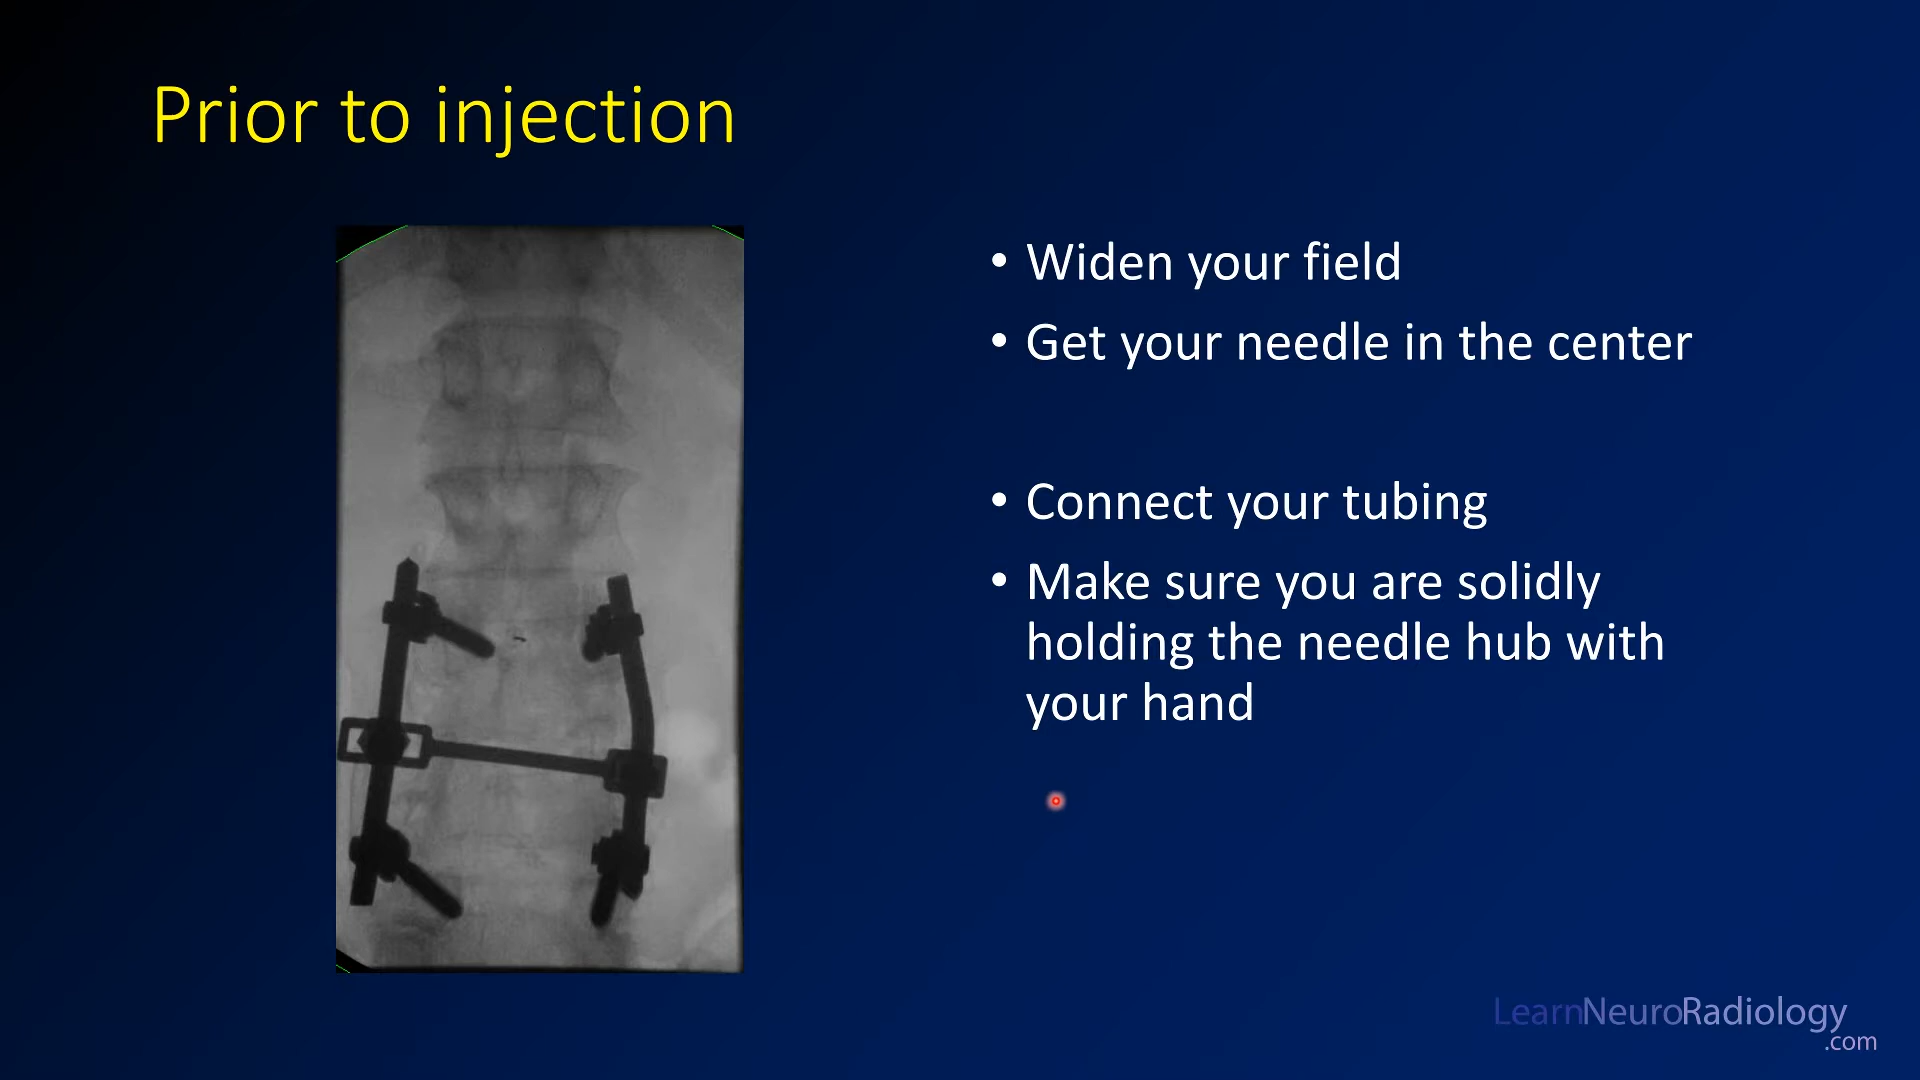 Prior to injection
• Widen your field
• Get your needle in the center
• Connect your tubing
• Make sure you are solidly
holding the needle hub with
your hand
LearnNeuroRadiology
.com